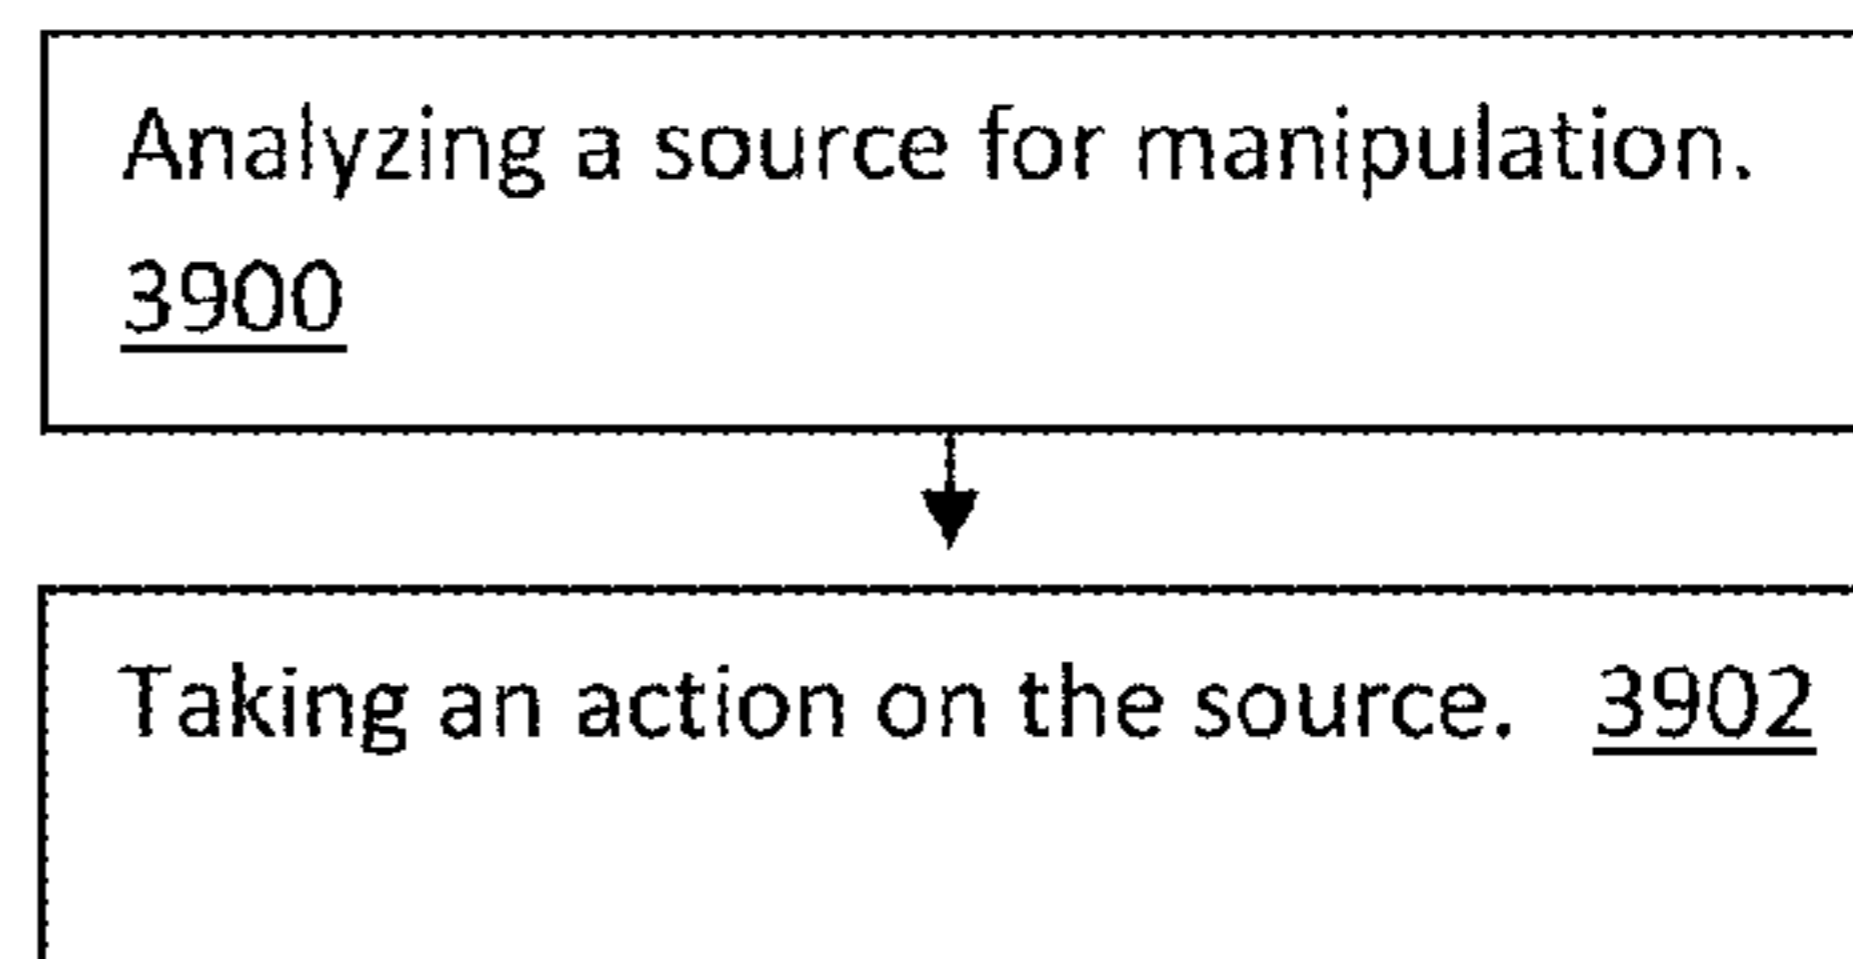 Analyzing a source for manipulation.
3900
Taking an action on the source. 3902